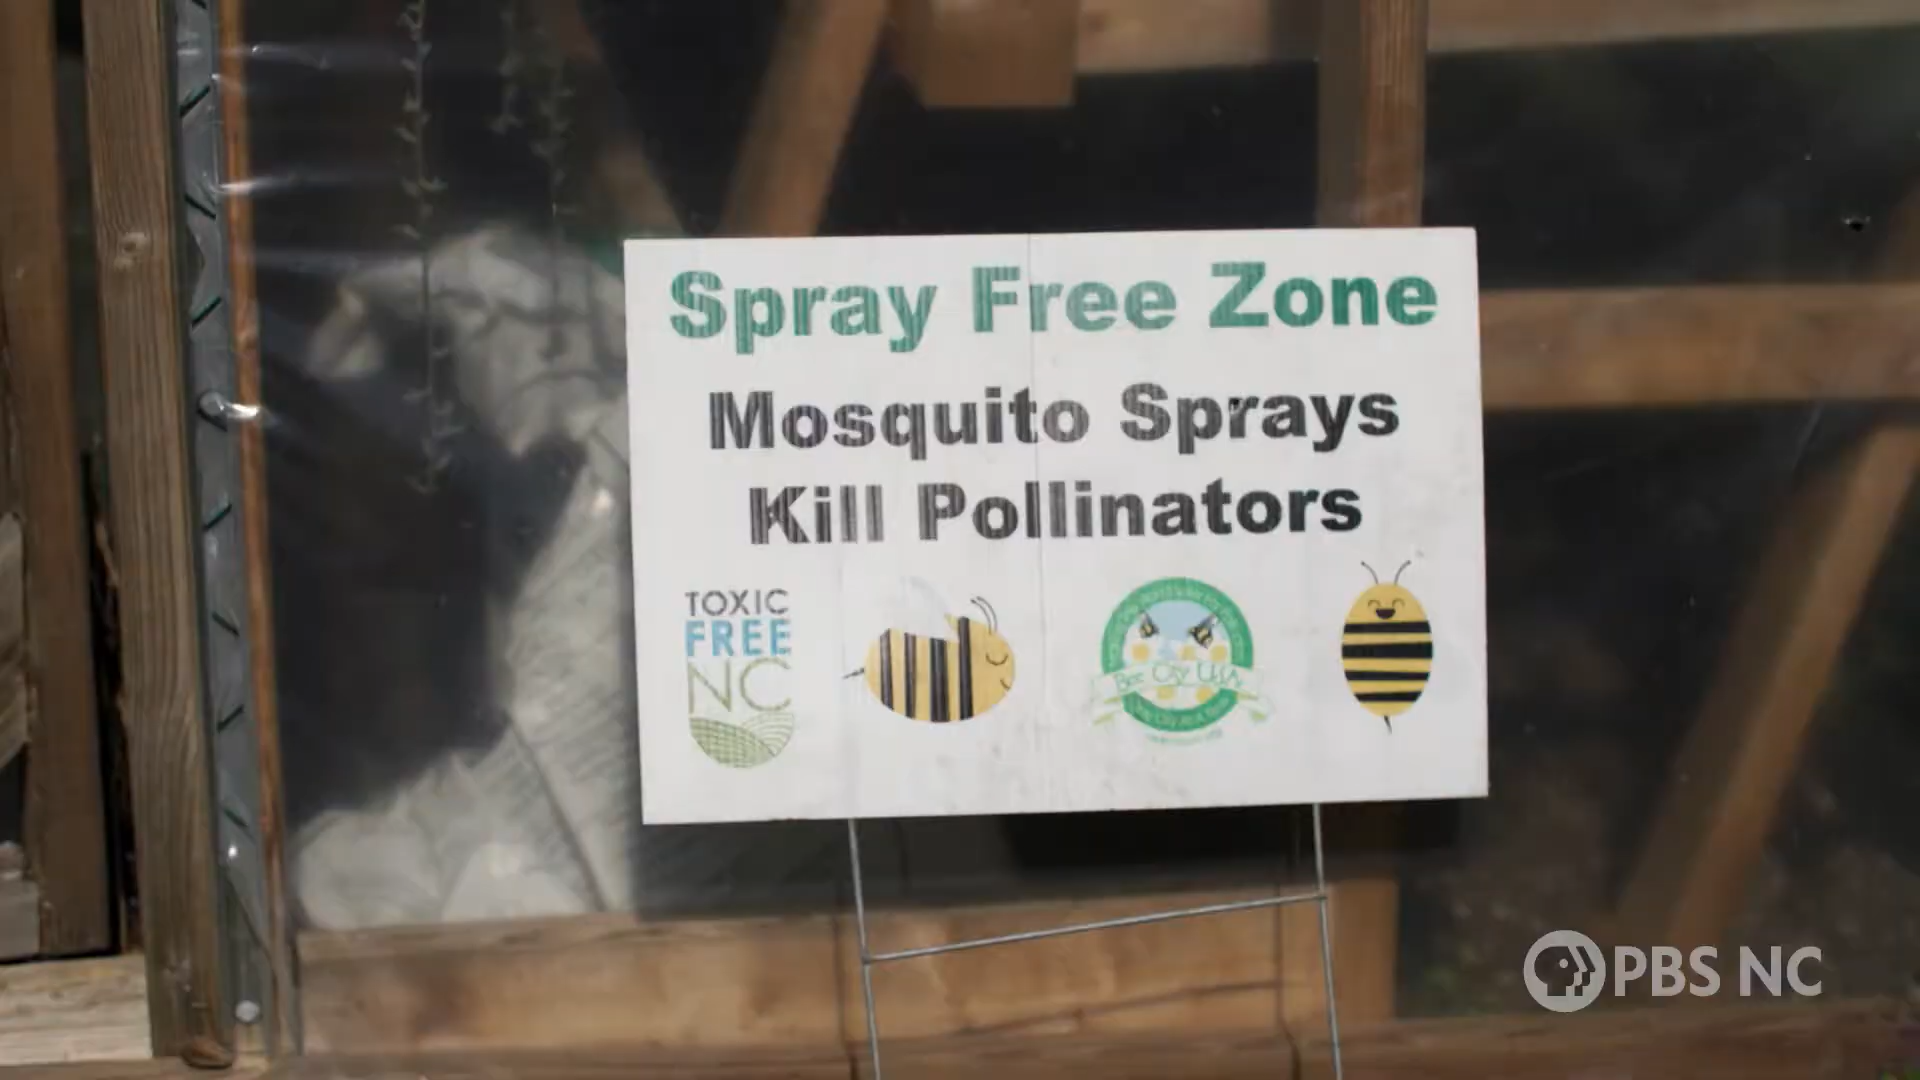 Spray Free Zone
Mosquito Sprays
Kill Pollinators
TOXIC
FREE
NC
Bee City USA
PBS NC